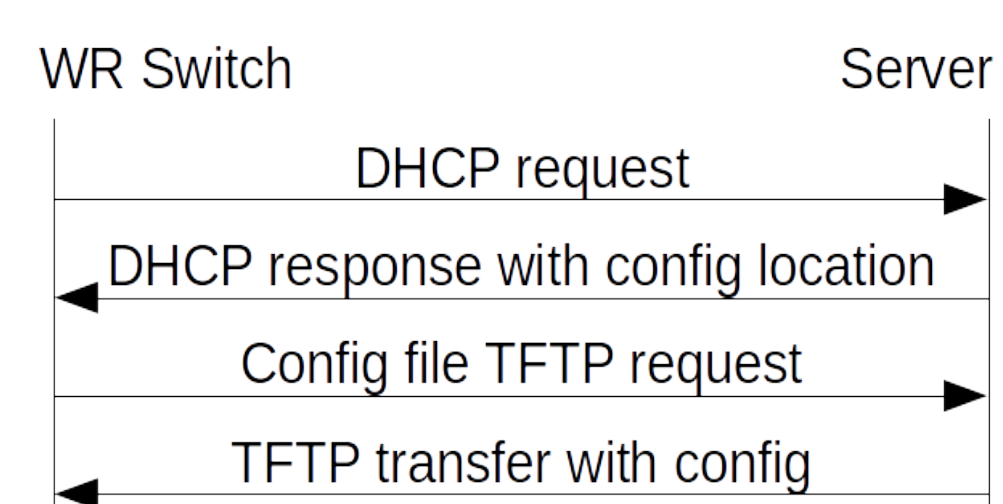 WR Switch
Server
DHCP request
DHCP response with config location
Config file TFTP request
TFTP transfer with config